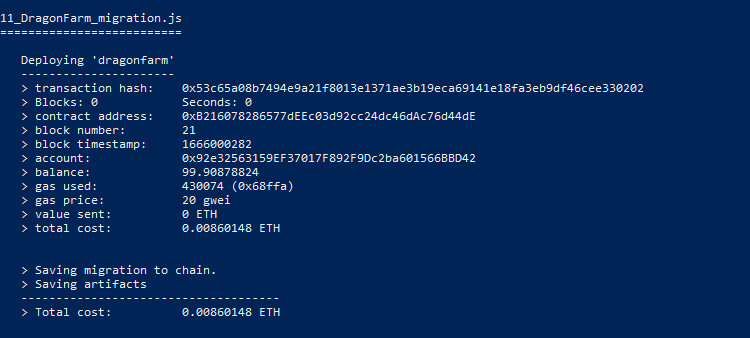 11_DragonFarm_migration.js
==========================
Deploying 'dragonfarm'
----------------------
> transaction hash:    0x53c65a08b7494e9a21f8013e1371ae3b19eca69141e18fa3eb9df46cee330202
> Blocks: 0            Seconds: 0
> contract address:    0xB216078286577dEEc03d92cc24dc46dAc76d44dE
> block number:        21
> block timestamp:     1666000282
> account:             0x92e32563159EF37017F892F9Dc2ba601566BBD42
> balance:             99.90878824
> gas used:            430074 (0x68ffa)
> gas price:           20 gwei
> value sent:          0 ETH
> total cost:          0.00860148 ETH
> Saving migration to chain.
> Saving artifacts
-------------------------------------
> Total cost:          0.00860148 ETH